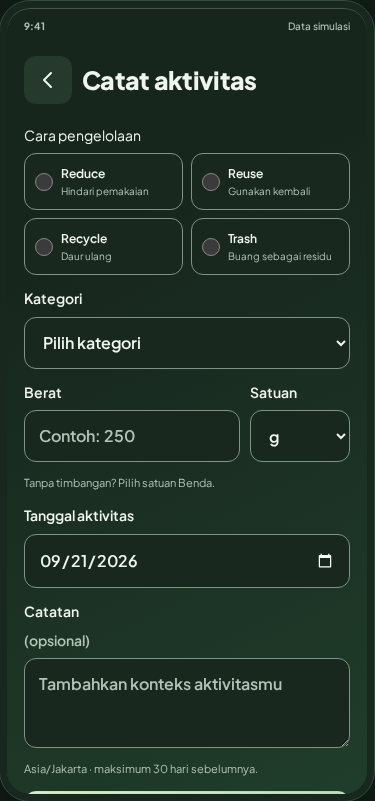 9:41
Data simulasi
Catat aktivitas
Cara pengelolaan
Reduce
Hindari pemakaian
Reuse
Gunakan kembali
Recycle
Daur ulang
Trash
Buang sebagai residu
Kategori
Pilih kategori
Berat
Satuan
Contoh: 250
g
Tanpa timbangan? Pilih satuan Benda.
Tanggal aktivitas
09/21/2026
Catatan
(opsional)
Tambahkan konteks aktivitasmu
Asia/Jakarta · maksimum 30 hari sebelumnya.